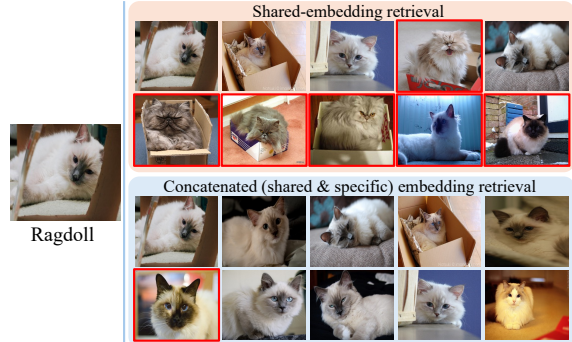 Shared-embedding retrieval
Ragdoll
Concatenated (shared & specific) embedding retrieval